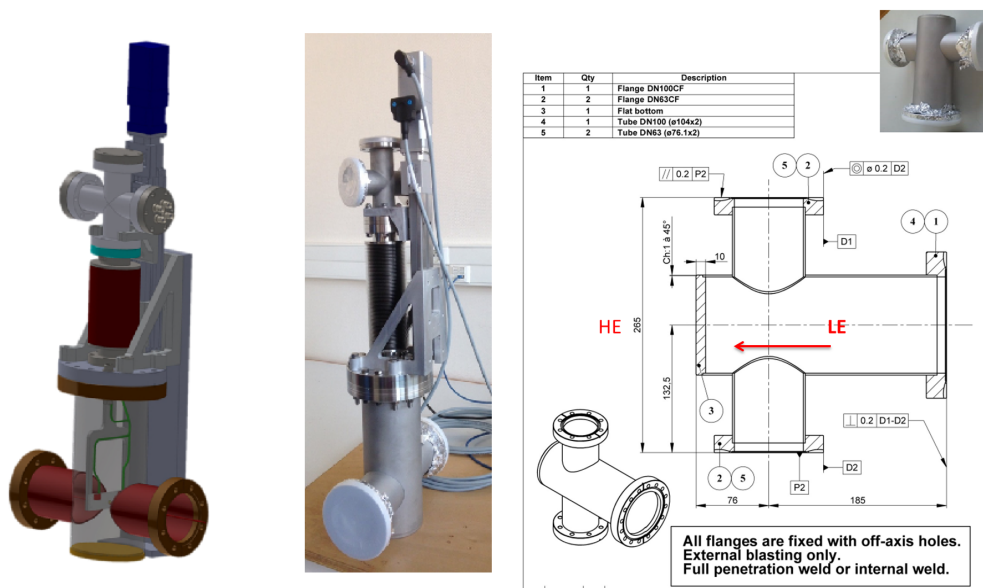 Item Qty Description
1 1 Flange DN100CF
2 2 Flange DN63CF
3 1 Flat bottom
4 1 Tube DN100 (ø104x2)
5 2 Tube DN63 (ø76.1x2)
// 0.2 P2
5 2
◎ ø 0.2 D2
D1
4 1
Ch:1 à 45°
10
HE
265
LE
132,5
3
⊥ 0.2 D1-D2
2 5
P2
D2
76
185
All flanges are fixed with off-axis holes.
External blasting only.
Full penetration weld or internal weld.